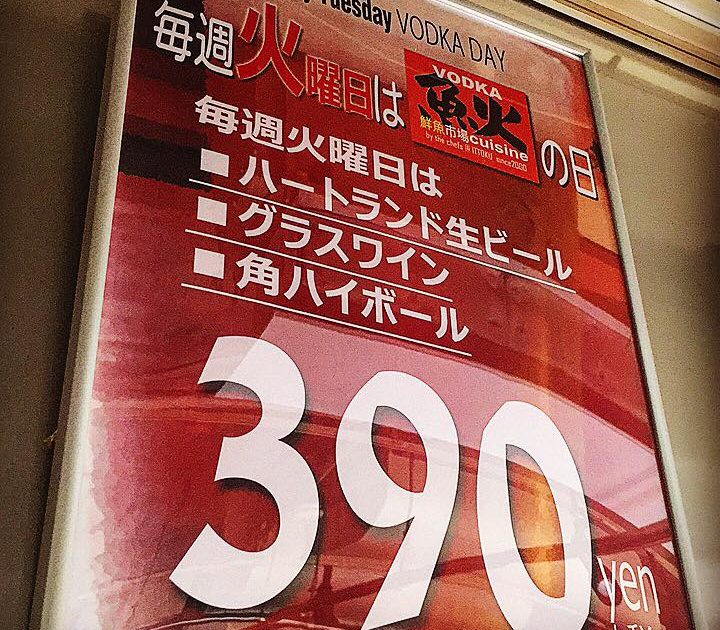 Tuesday VODKA DAY
毎週火曜日は
VODKA
魚火
鮮魚市場cuisine
by the chefs of ITTOKU since2000
の日
毎週火曜日は
■ハートランド生ビール
■グラスワイン
■角ハイボール
390
yen